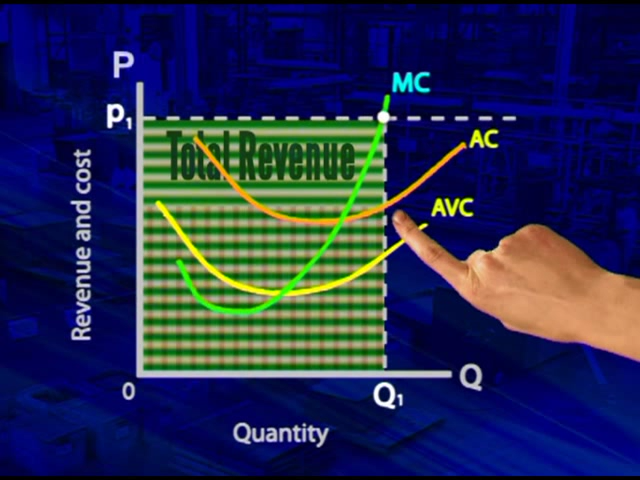 P
MC
P1
Total Revenue
AC
AVC
Revenue and cost
0
Q1
Q
Quantity